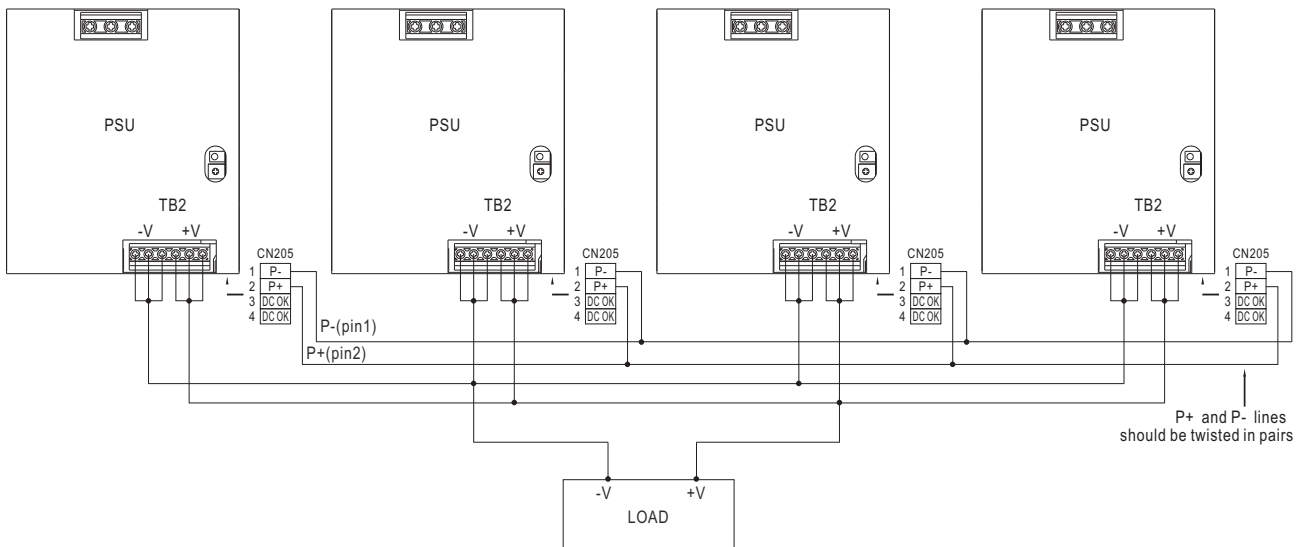 PSU PSU PSU PSU
TB2 TB2 TB2 TB2
-V +V -V +V -V +V -V +V
CN205 CN205 CN205 CN205
1 P- 1 P- 1 P- 1 P-
2 P+ 2 P+ 2 P+ 2 P+
3 DC OK 3 DC OK 3 DC OK 3 DC OK
4 DC OK 4 DC OK 4 DC OK 4 DC OK
P-(pin1)
P+(pin2)
P+ and P- lines
should be twisted in pairs
-V +V
LOAD